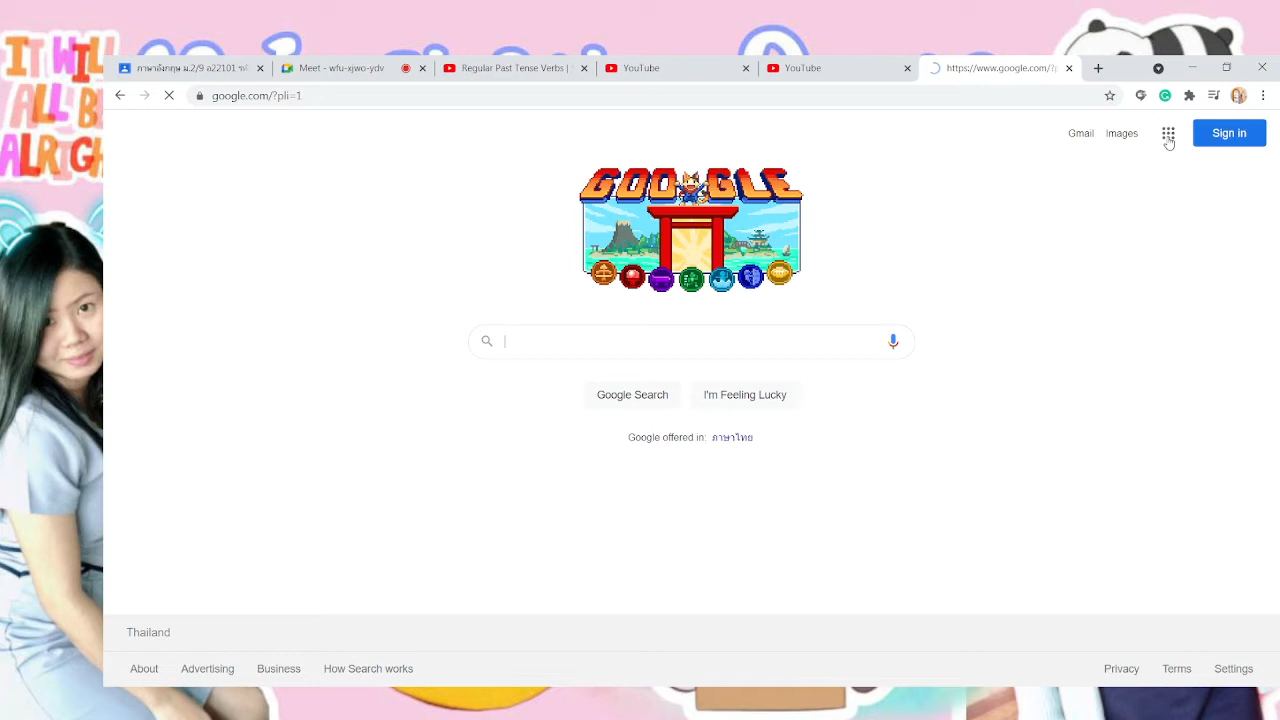 IT WILL
ALL BE
ALRIGH
ภาษาอังกฤษ ม.2/9 อ22101
Meet - wfu-xjwo-ydv
Regular Past Tense Verbs |
YouTube
YouTube
https://www.google.com/?p
google.com/?pli=1
Gmail
Images
Sign in
GOOGLE
Google Search
I'm Feeling Lucky
Google offered in: ภาษาไทย
Thailand
About
Advertising
Business
How Search works
Privacy
Terms
Settings